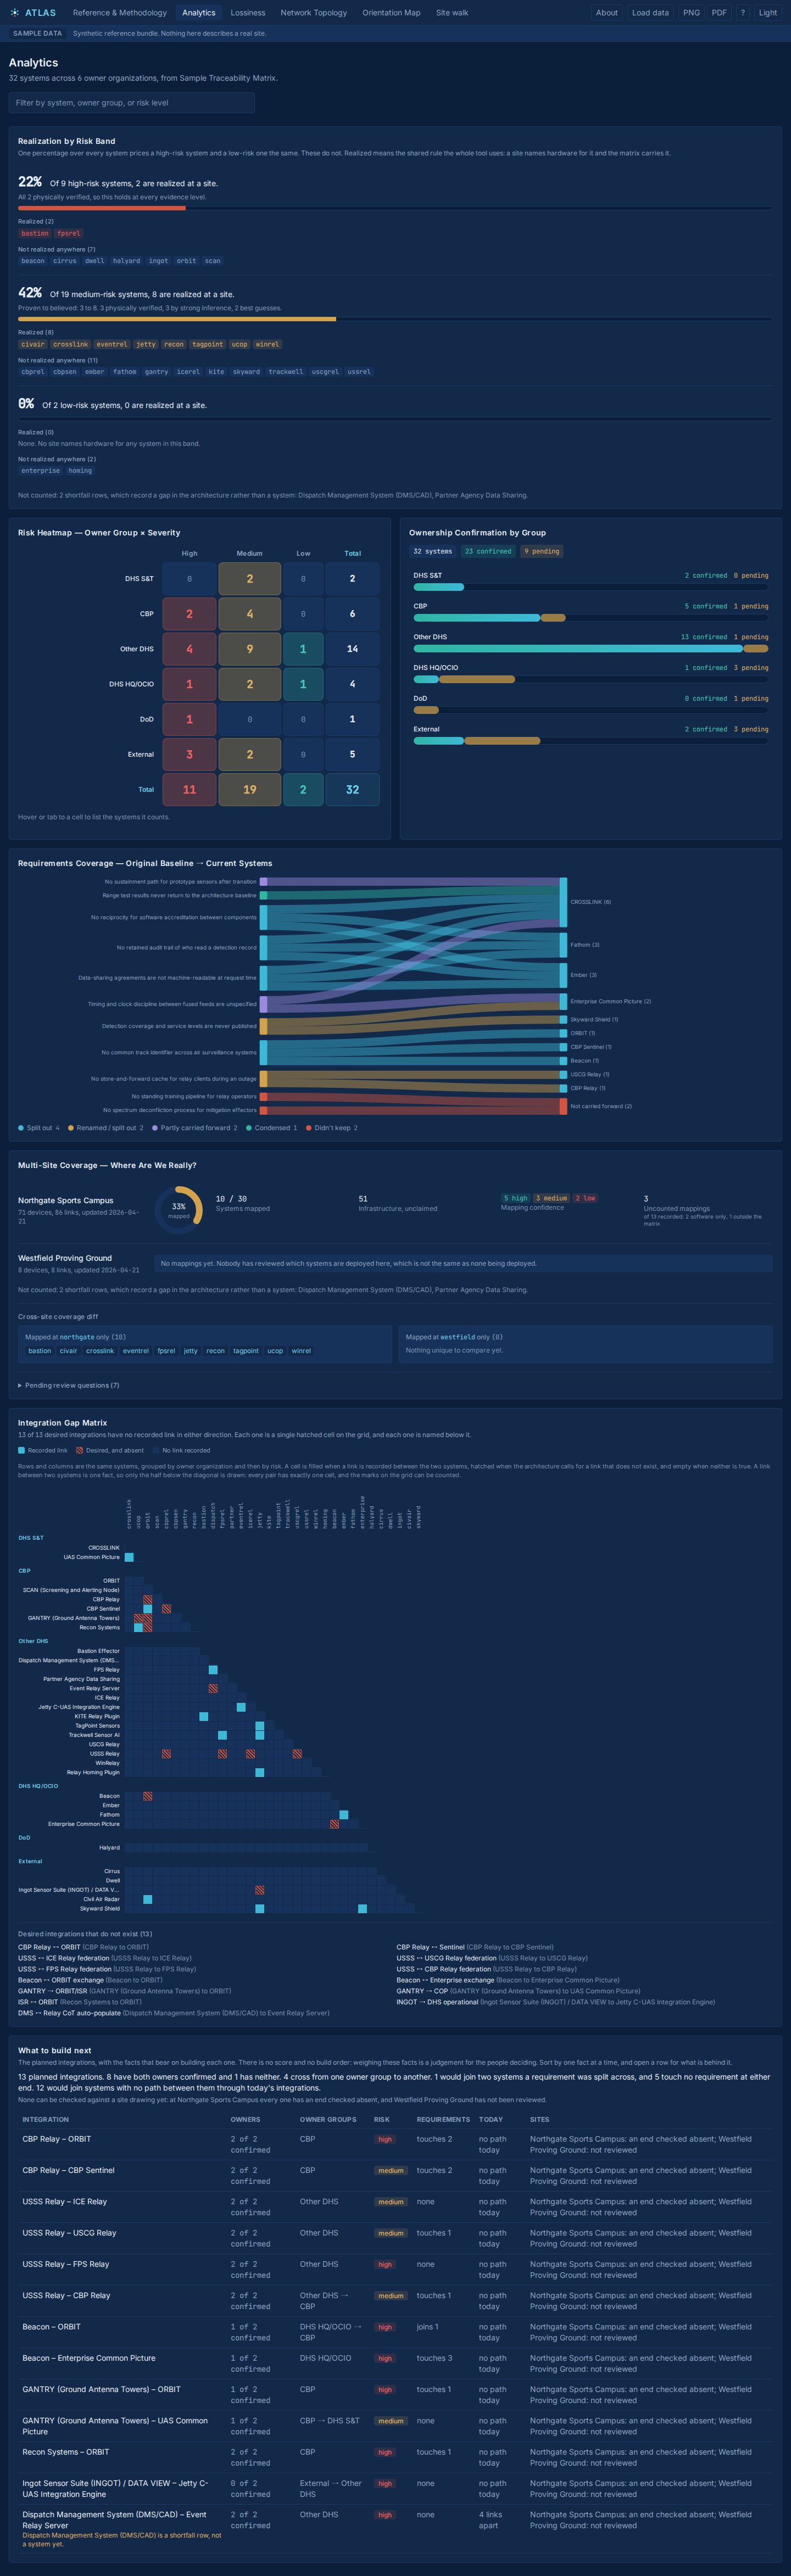 ATLAS Reference & Methodology Analytics Lossiness Network Topology Orientation Map Site walk About Load data PNG PDF ? Light
SAMPLE DATA Synthetic reference bundle. Nothing here describes a real site.
Analytics
32 systems across 6 owner organizations, from Sample Traceability Matrix.
Filter by system, owner group, or risk level
Realization by Risk Band
One percentage over every system prices a high-risk system and a low-risk one the same. These do not. Realized means the shared rule the whole tool uses: a site names hardware for it and the matrix carries it.
22% Of 9 high-risk systems, 2 are realized at a site.
All 2 physically verified, so this holds at every evidence level.
Realized (2)
bastion fpsrel
Not realized anywhere (7)
beacon cirrus dwell halyard ingot orbit scan
42% Of 19 medium-risk systems, 8 are realized at a site.
Proven to believed: 3 to 8. 3 physically verified, 3 by strong inference, 2 best guesses.
Realized (8)
civair crosslink eventrel jetty recon tagpoint ucop winrel
Not realized anywhere (11)
cbprel cbpsen ember fathom gantry icerel kite skyward trackwell uscgrel ussrel
0% Of 2 low-risk systems, 0 are realized at a site.
Realized (0)
None. No site names hardware for any system in this band.
Not realized anywhere (2)
enterprise homing
Not counted: 2 shortfall rows, which record a gap in the architecture rather than a system: Dispatch Management System (DMS/CAD), Partner Agency Data Sharing.
Risk Heatmap — Owner Group × Severity
High Medium Low Total
DHS S&T 0 2 0 2
CBP 2 4 0 6
Other DHS 4 9 1 14
DHS HQ/OCIO 1 2 1 4
DoD 1 0 0 1
External 3 2 0 5
Total 11 19 2 32
Hover or tab to a cell to list the systems it counts.
Ownership Confirmation by Group
32 systems 23 confirmed 9 pending
DHS S&T 2 confirmed 0 pending
CBP 5 confirmed 1 pending
Other DHS 13 confirmed 1 pending
DHS HQ/OCIO 1 confirmed 3 pending
DoD 0 confirmed 1 pending
External 2 confirmed 3 pending
Requirements Coverage — Original Baseline → Current Systems
No sustainment path for prototype sensors after transition
Range test results never return to the architecture baseline
No reciprocity for software accreditation between components
No retained audit trail of who read a detection record
Data-sharing agreements are not machine-readable at request time
Timing and clock discipline between fused feeds are unspecified
Detection coverage and service levels are never published
No common track identifier across air surveillance systems
No store-and-forward cache for relay clients during an outage
No standing training pipeline for relay operators
No spectrum deconfliction process for mitigation effectors
CROSSLINK (6)
Fathom (3)
Ember (3)
Enterprise Common Picture (2)
Skyward Shield (1)
ORBIT (1)
CBP Sentinel (1)
Beacon (1)
USCG Relay (1)
CBP Relay (1)
Not carried forward (2)
Split out 4 Renamed / split out 2 Partly carried forward 2 Condensed 1 Didn't keep 2
Multi-Site Coverage — Where Are We Really?
Northgate Sports Campus
71 devices, 86 links, updated 2026-04-
21
33%
mapped
10 / 30
Systems mapped
51
Infrastructure, unclaimed
5 high 3 medium 2 low
Mapping confidence
3
Uncounted mappings
of 13 recorded: 2 software only, 1 outside the
matrix
Westfield Proving Ground
8 devices, 8 links, updated 2026-04-21
No mappings yet. Nobody has reviewed which systems are deployed here, which is not the same as none being deployed.
Not counted: 2 shortfall rows, which record a gap in the architecture rather than a system: Dispatch Management System (DMS/CAD), Partner Agency Data Sharing.
Cross-site coverage diff
Mapped at northgate only (10)
bastion civair crosslink eventrel fpsrel jetty recon tagpoint ucop winrel
Mapped at westfield only (0)
Nothing unique to compare yet.
Pending review questions (7)
Integration Gap Matrix
13 of 13 desired integrations have no recorded link in either direction. Each one is a single hatched cell on the grid, and each one is named below it.
Recorded link Desired, and absent No link recorded
Rows and columns are the same systems, grouped by owner organization and then by risk. A cell is filled when a link is recorded between the two systems, hatched when the architecture calls for a link that does not exist, and empty when neither is true. A link
between two systems is one fact, so only the half below the diagonal is drawn: every pair has exactly one cell, and the marks on the grid can be counted.
crosslink ucop orbit scan cbprel cbpsen gantry recon bastion dispatch fpsrel partner eventrel icerel jetty kite tagpoint trackwell uscgrel ussrel winrel homing beacon ember fathom enterprise halyard cirrus dwell ingot civair skyward
DHS S&T
CROSSLINK
UAS Common Picture
CBP
ORBIT
SCAN (Screening and Alerting Node)
CBP Relay
CBP Sentinel
GANTRY (Ground Antenna Towers)
Recon Systems
Other DHS
Bastion Effector
Dispatch Management System (DMS...
FPS Relay
Partner Agency Data Sharing
Event Relay Server
ICE Relay
Jetty C-UAS Integration Engine
KITE Relay Plugin
TagPoint Sensors
Trackwell Sensor AI
USCG Relay
USSS Relay
WinRelay
Relay Homing Plugin
DHS HQ/OCIO
Beacon
Ember
Fathom
Enterprise Common Picture
DoD
Halyard
External
Cirrus
Dwell
Ingot Sensor Suite (INGOT) / DATA V...
Civil Air Radar
Skyward Shield
Desired integrations that do not exist (13)
CBP Relay ↔ ORBIT (CBP Relay to ORBIT)
CBP Relay ↔ Sentinel (CBP Relay to CBP Sentinel)
USSS ↔ ICE Relay federation (USSS Relay to ICE Relay)
USSS ↔ USCG Relay federation (USSS Relay to USCG Relay)
USSS ↔ FPS Relay federation (USSS Relay to FPS Relay)
USSS ↔ CBP Relay federation (USSS Relay to CBP Relay)
Beacon ↔ ORBIT exchange (Beacon to ORBIT)
Beacon ↔ Enterprise exchange (Beacon to Enterprise Common Picture)
GANTRY → ORBIT/ISR (GANTRY (Ground Antenna Towers) to ORBIT)
GANTRY → COP (GANTRY (Ground Antenna Towers) to UAS Common Picture)
ISR ↔ ORBIT (Recon Systems to ORBIT)
INGOT → DHS operational (Ingot Sensor Suite (INGOT) / DATA VIEW to Jetty C-UAS Integration Engine)
DMS ↔ Relay CoT auto-populate (Dispatch Management System (DMS/CAD) to Event Relay Server)
What to build next
The planned integrations, with the facts that bear on building each one. There is no score and no build order: weighing these facts is a judgement for the people deciding. Sort by one fact at a time, and open a row for what is behind it.
13 planned integrations. 8 have both owners confirmed and 1 has neither. 4 cross from one owner group to another. 1 would join two systems a requirement was split across, and 5 touch no requirement at either
end. 12 would join systems with no path between them through today's integrations.
None can be checked against a site drawing yet: at Northgate Sports Campus every one has an end checked absent, and Westfield Proving Ground has not been reviewed.
INTEGRATION OWNERS OWNER GROUPS RISK REQUIREMENTS TODAY SITES
CBP Relay – ORBIT 2 of 2 CBP high touches 2 no path Northgate Sports Campus: an end checked absent; Westfield
confirmed today Proving Ground: not reviewed
CBP Relay – CBP Sentinel 2 of 2 CBP medium touches 2 no path Northgate Sports Campus: an end checked absent; Westfield
confirmed today Proving Ground: not reviewed
USSS Relay – ICE Relay 2 of 2 Other DHS medium none no path Northgate Sports Campus: an end checked absent; Westfield
confirmed today Proving Ground: not reviewed
USSS Relay – USCG Relay 2 of 2 Other DHS medium touches 1 no path Northgate Sports Campus: an end checked absent; Westfield
confirmed today Proving Ground: not reviewed
USSS Relay – FPS Relay 2 of 2 Other DHS high none no path Northgate Sports Campus: an end checked absent; Westfield
confirmed today Proving Ground: not reviewed
USSS Relay – CBP Relay 2 of 2 Other DHS → medium touches 1 no path Northgate Sports Campus: an end checked absent; Westfield
confirmed CBP today Proving Ground: not reviewed
Beacon – ORBIT 1 of 2 DHS HQ/OCIO → high joins 1 no path Northgate Sports Campus: an end checked absent; Westfield
confirmed CBP today Proving Ground: not reviewed
Beacon – Enterprise Common Picture 1 of 2 DHS HQ/OCIO high touches 3 no path Northgate Sports Campus: an end checked absent; Westfield
confirmed today Proving Ground: not reviewed
GANTRY (Ground Antenna Towers) – ORBIT 1 of 2 CBP high touches 1 no path Northgate Sports Campus: an end checked absent; Westfield
confirmed today Proving Ground: not reviewed
GANTRY (Ground Antenna Towers) – UAS Common 1 of 2 CBP → DHS S&T medium none no path Northgate Sports Campus: an end checked absent; Westfield
Picture confirmed today Proving Ground: not reviewed
Recon Systems – ORBIT 2 of 2 CBP high touches 1 no path Northgate Sports Campus: an end checked absent; Westfield
confirmed today Proving Ground: not reviewed
Ingot Sensor Suite (INGOT) / DATA VIEW – Jetty C- 0 of 2 External → Other high none no path Northgate Sports Campus: an end checked absent; Westfield
UAS Integration Engine confirmed DHS today Proving Ground: not reviewed
Dispatch Management System (DMS/CAD) – Event 2 of 2 Other DHS high none 4 links Northgate Sports Campus: an end checked absent; Westfield
Relay Server confirmed apart Proving Ground: not reviewed
Dispatch Management System (DMS/CAD) is a shortfall row, not
a system yet.